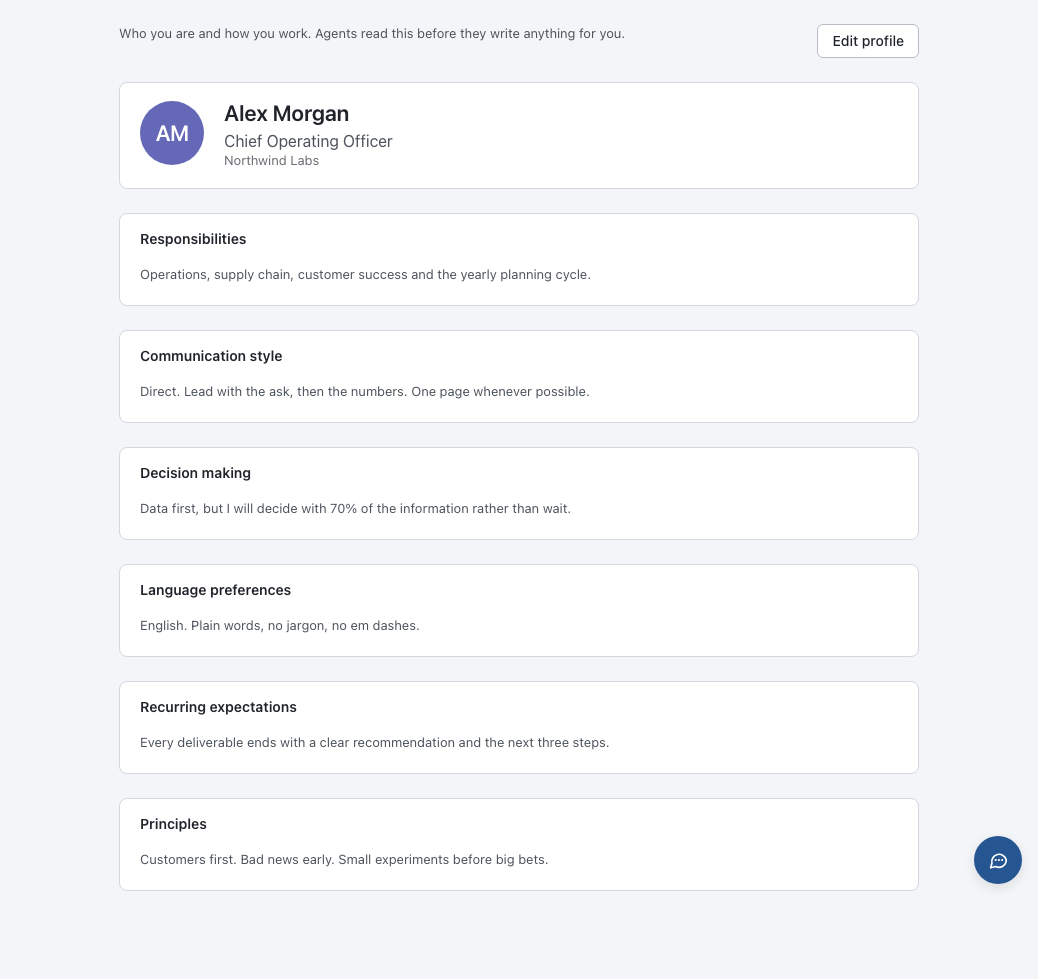 Who you are and how you work. Agents read this before they write anything for you.
Edit profile
AM
Alex Morgan
Chief Operating Officer
Northwind Labs
Responsibilities
Operations, supply chain, customer success and the yearly planning cycle.
Communication style
Direct. Lead with the ask, then the numbers. One page whenever possible.
Decision making
Data first, but I will decide with 70% of the information rather than wait.
Language preferences
English. Plain words, no jargon, no em dashes.
Recurring expectations
Every deliverable ends with a clear recommendation and the next three steps.
Principles
Customers first. Bad news early. Small experiments before big bets.